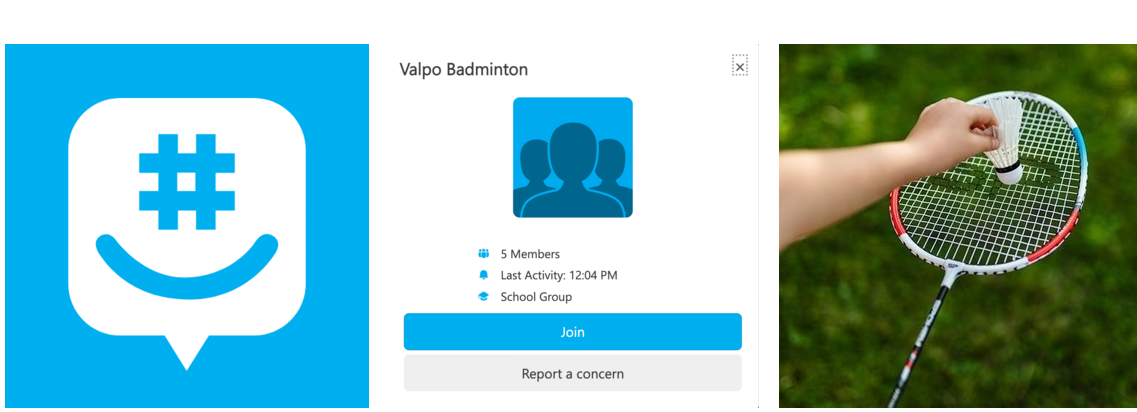 #
Valpo Badminton
5 Members
Last Activity: 12:04 PM
School Group
Join
Report a concern